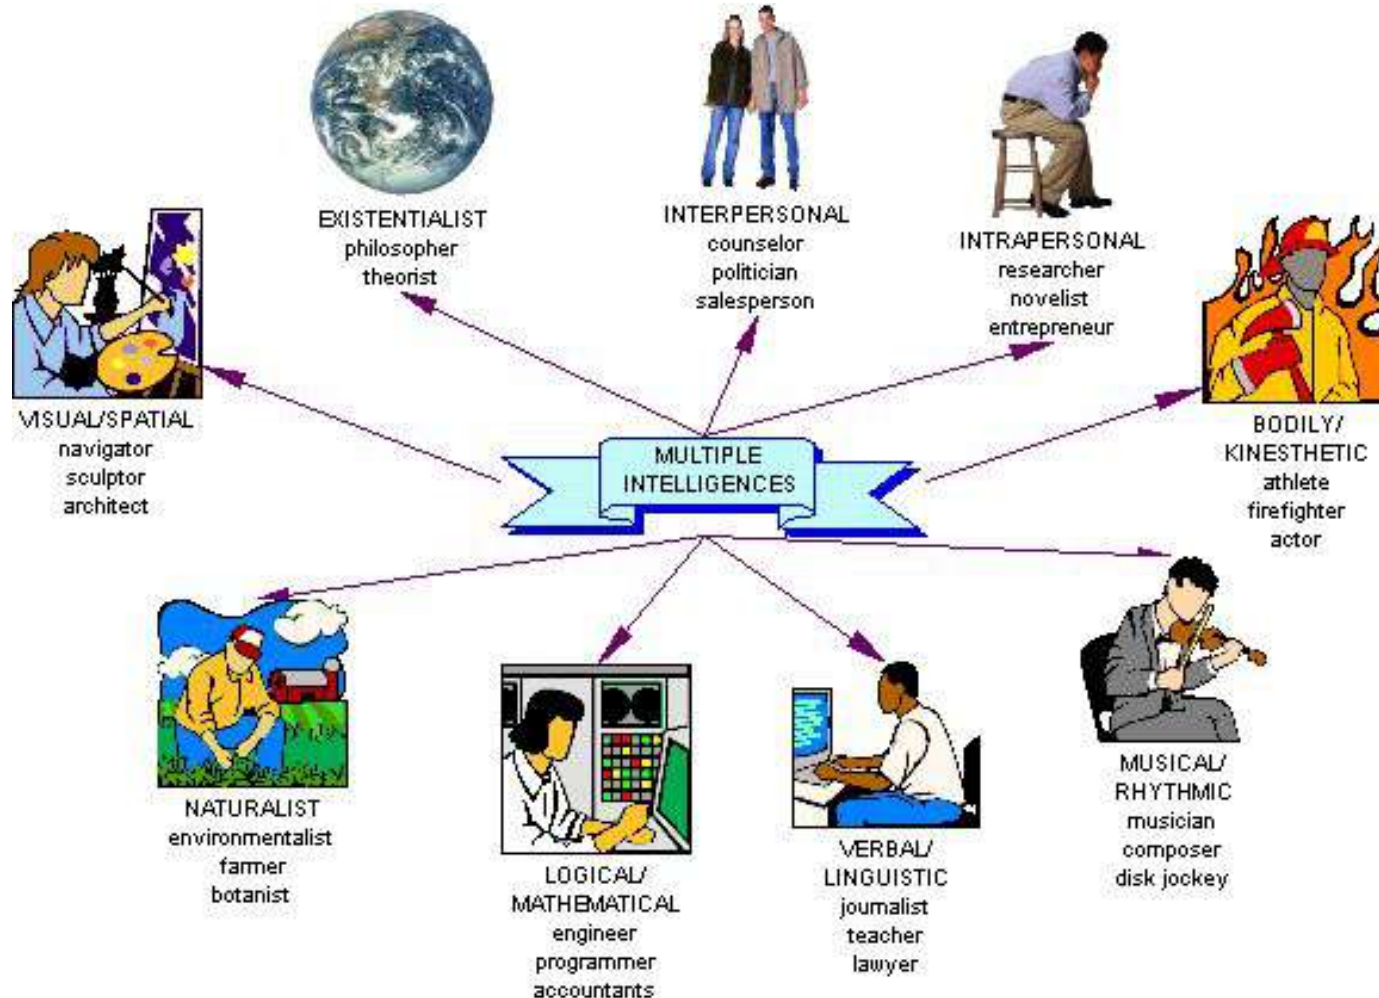 EXISTENTIALIST
philosopher
theorist
INTERPERSONAL
counselor
politician
salesperson
INTRAPERSONAL
researcher
novelist
entrepreneur
VISUAL/SPATIAL
navigator
sculptor
architect
MULTIPLE
INTELLIGENCES
BODILY/
KINESTHETIC
athlete
firefighter
actor
NATURALIST
environmentalist
farmer
botanist
LOGICAL/
MATHEMATICAL
engineer
programmer
accountants
VERBAL/
LINGUISTIC
journalist
teacher
lawyer
MUSICAL/
RHYTHMIC
musician
composer
disk jockey